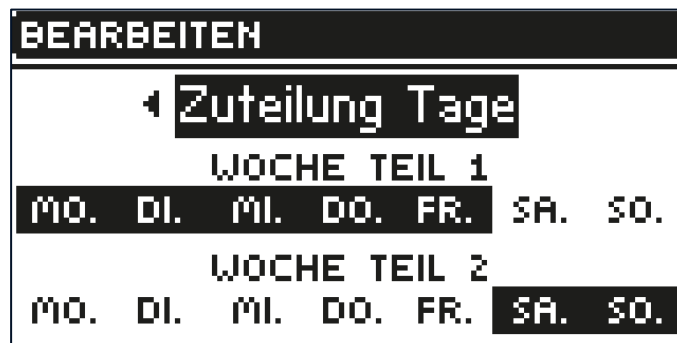 BEARBEITEN
Zuteilung Tage
WOCHE TEIL 1
MO. DI. MI. DO. FR. SA. SO.
WOCHE TEIL 2
MO. DI. MI. DO. FR. SA. SO.